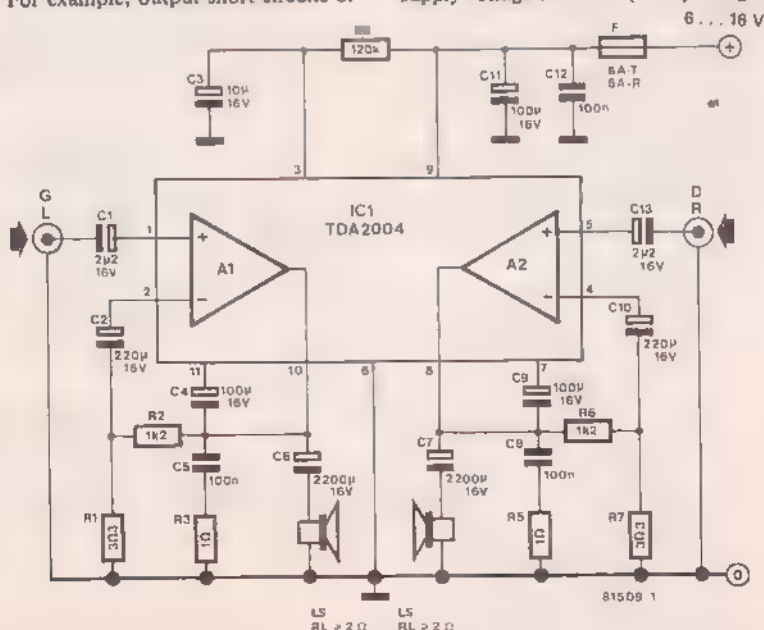 For example, output short circuits
supply voltage
6 . . . 16 V
120k
F
C3
10µ
16V
C11
C12
6A-T
5A-R
100µ
16V
100n
3
9
G
L
D
R
IC1
TDA2004
C1
1
5
C13
2µ2
16V
+
+
2µ2
16V
A1
A2
2
−
−
4
C2
C10
220µ
16V
220µ
16V
11
10
6
8
7
C4
100µ
16V
C9
100µ
16V
R2
1k2
R6
1k2
C5
100n
C6
C7
C8
100n
2200µ
16V
2200µ
16V
R1
3Ω3
R3
1Ω
R5
1Ω
R7
3Ω3
0
81509 1
LS
RL ≥ 2 Ω
LS
RL ≥ 2 Ω